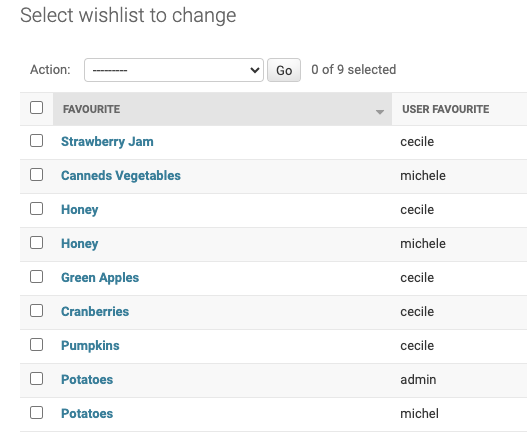 Select wishlist to change
Action: --------- Go 0 of 9 selected
FAVOURITE USER FAVOURITE
Strawberry Jam cecile
Canneds Vegetables michele
Honey cecile
Honey michele
Green Apples cecile
Cranberries cecile
Pumpkins cecile
Potatoes admin
Potatoes michel